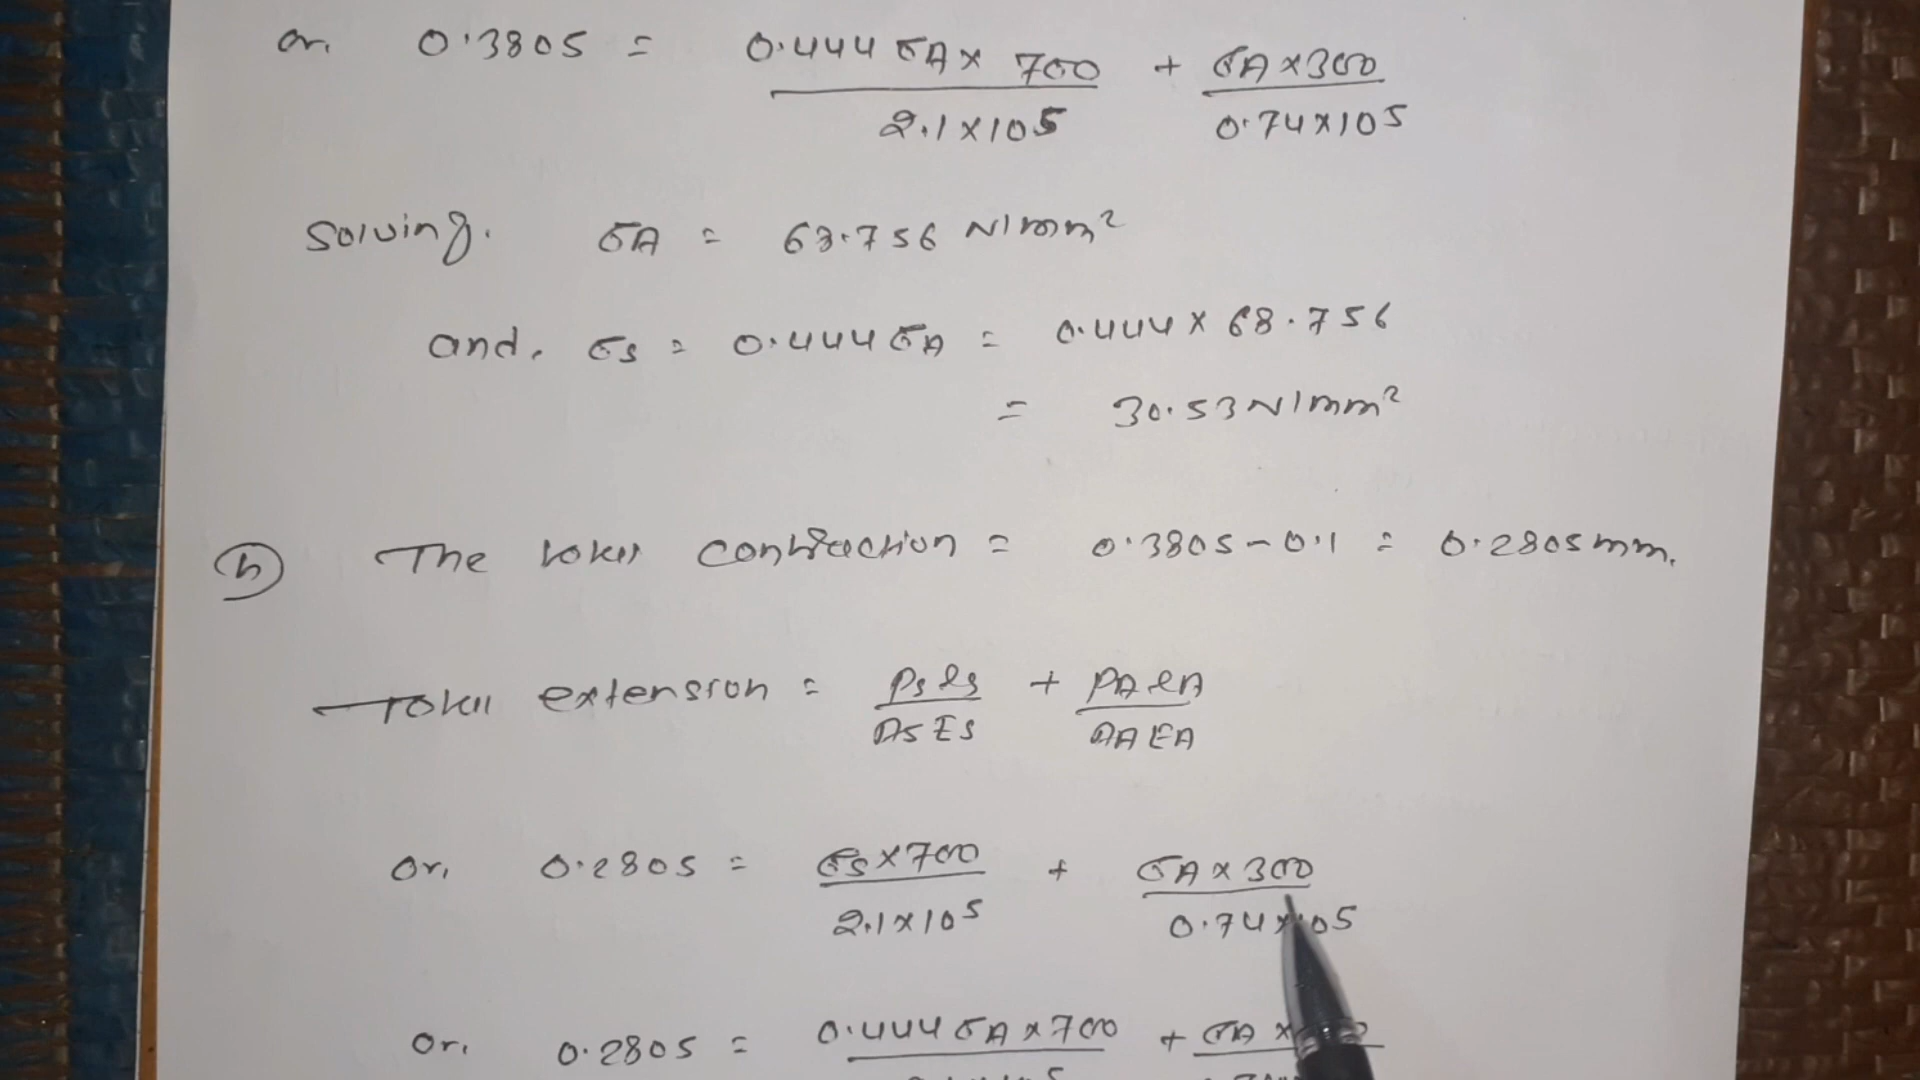 or, 0.3805 = 0.444 σA × 700 / 2.1×10⁵ + σA ×300 / 0.74×10⁵
Solving. σA = 68.756 N/mm²
and, σs = 0.444 σA = 0.444 × 68.756
= 30.53 N/mm²
(b) The total contraction = 0.3805 - 0.1 = 0.2805 mm.
Total extension = Ps ls / As Es + PA lA / AA EA
Or, 0.2805 = σs × 700 / 2.1×10⁵ + σA × 300 / 0.74×10⁵
Or, 0.2805 = 0.444 σA × 700 + σA ×